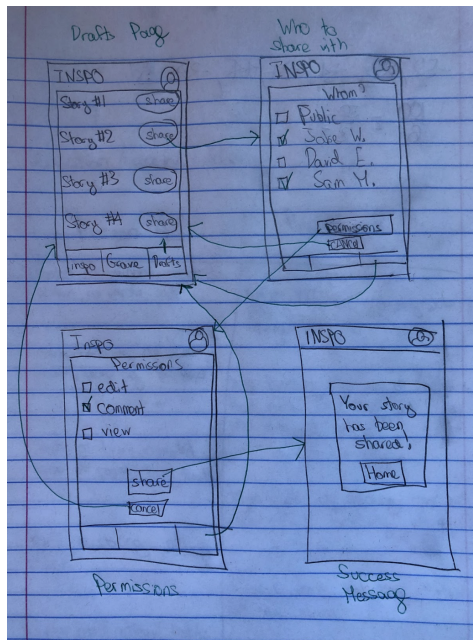 Drafts Page
INSPO
Story #1 share
Story #2 share
Story #3 share
Story #4 share
inspo Grave Drafts
Who to
share with
INSPO
Whom?
Public
Jake W.
David E.
Sam M.
Permissions
CANCEL
INSPO
Permissions
edit
comment
view
share
cancel
Permissions
INSPO
Your story
has been
shared!
Home
Success
Message